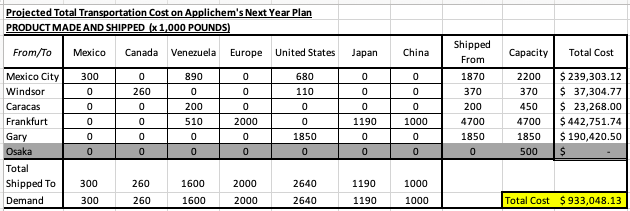 Projected Total Transportation Cost on Applichem's Next Year Plan
PRODUCT MADE AND SHIPPED (x 1,000 POUNDS)
From/To Mexico Canada Venezuela Europe United States Japan China Shipped From Capacity Total Cost
Mexico City 300 0 890 0 680 0 0 1870 2200 $ 239,303.12
Windsor 0 260 0 0 110 0 0 370 370 $ 37,304.77
Caracas 0 0 200 0 0 0 0 200 450 $ 23,268.00
Frankfurt 0 0 510 2000 0 1190 1000 4700 4700 $ 442,751.74
Gary 0 0 0 0 1850 0 0 1850 1850 $ 190,420.50
Osaka 0 0 0 0 0 0 0 0 500 $ -
Total Shipped To 300 260 1600 2000 2640 1190 1000
Demand 300 260 1600 2000 2640 1190 1000 Total Cost $ 933,048.13